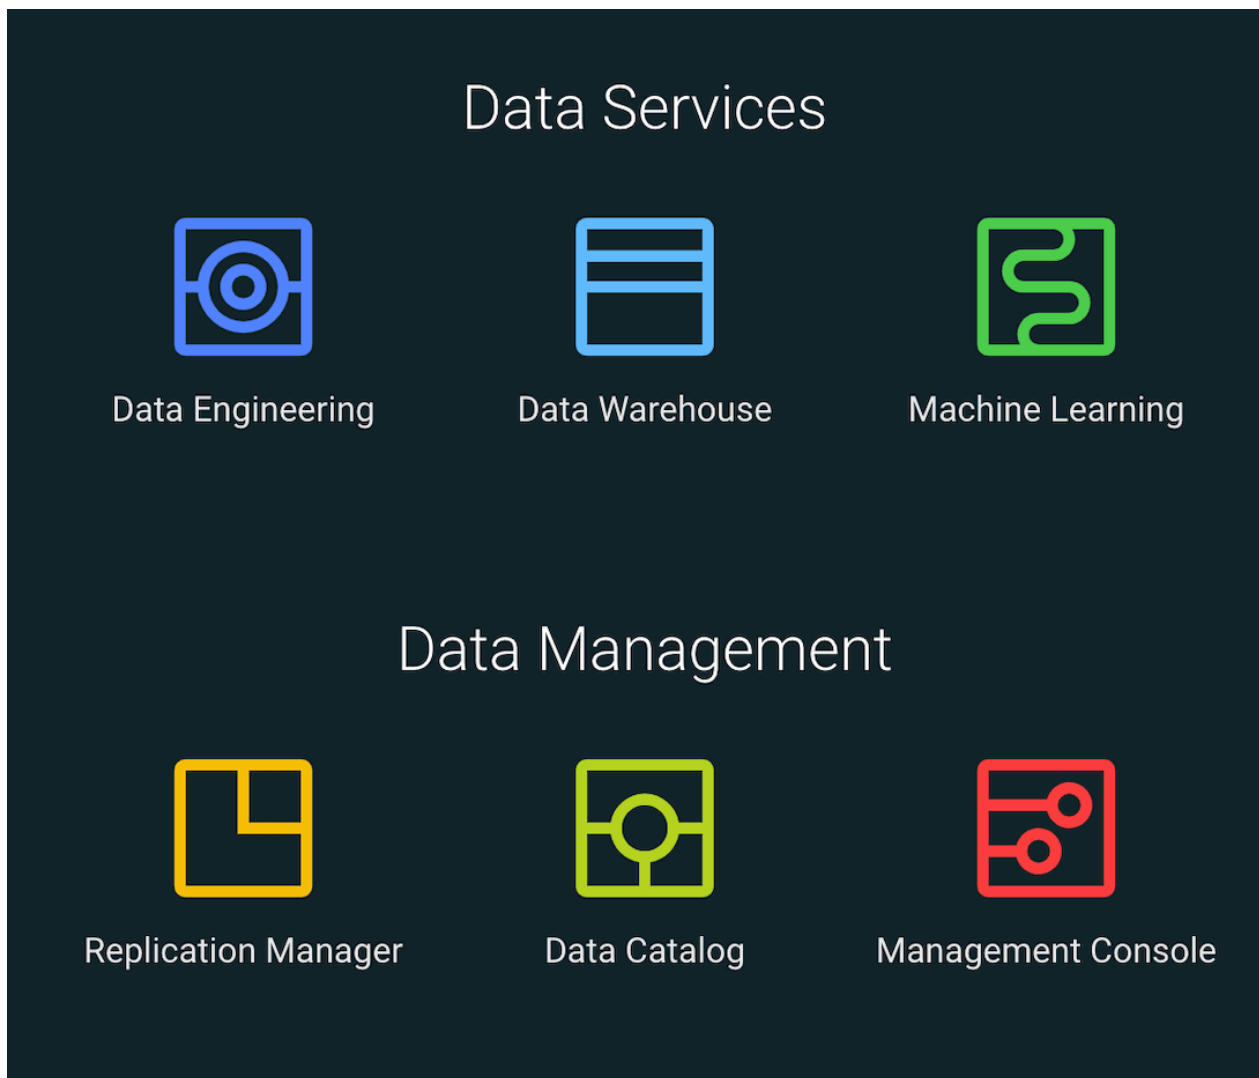 Data Services
Data Engineering
Data Warehouse
Machine Learning
Data Management
Replication Manager
Data Catalog
Management Console